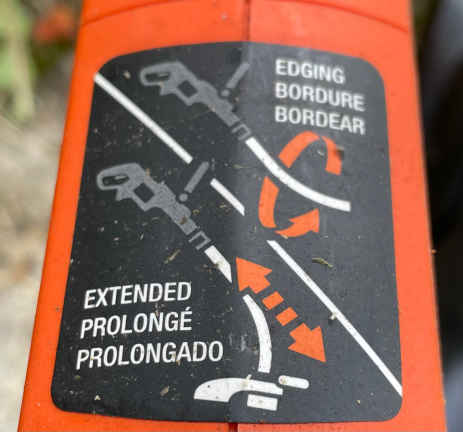 EDGING
BORDURE
BORDEAR
EXTENDED
PROLONGÉ
PROLONGADO